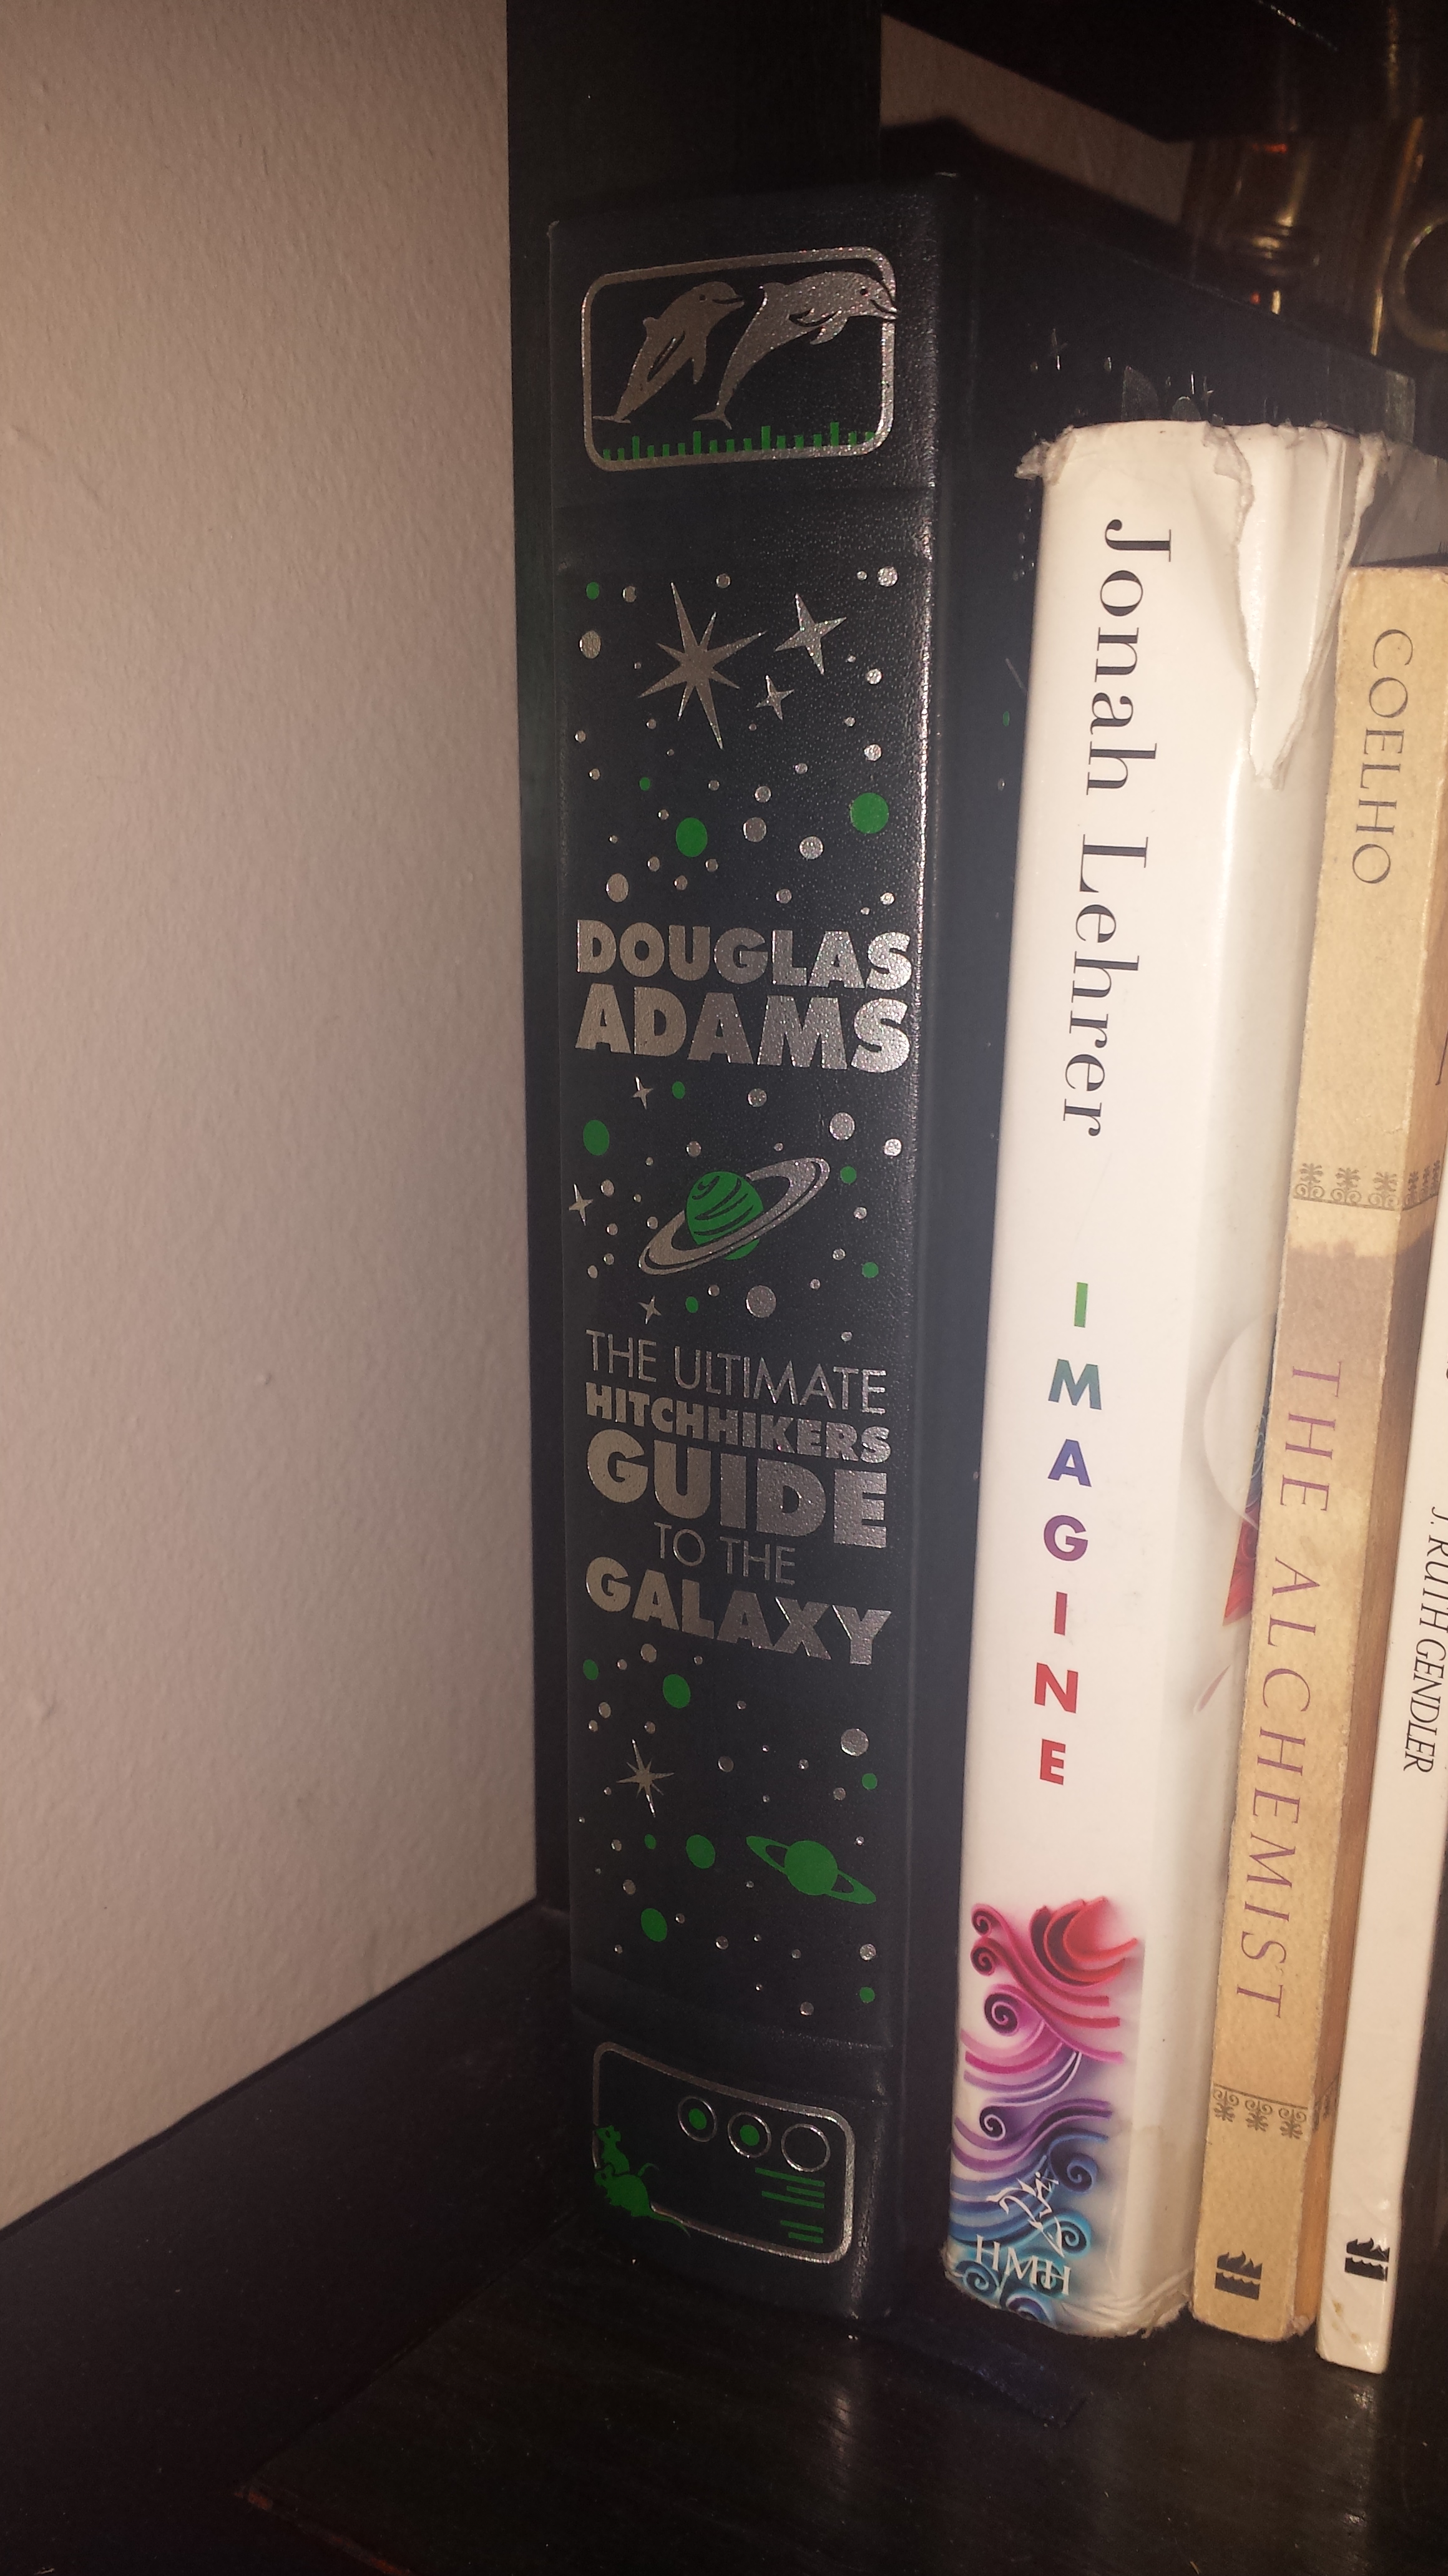 DOUGLAS
ADAMS
THE ULTIMATE
HITCHHIKERS
GUIDE
TO THE
GALAXY
Jonah Lehrer
IMAGINE
HMH
COELHO
THE ALCHEMIST
J. RUTH GENDLER